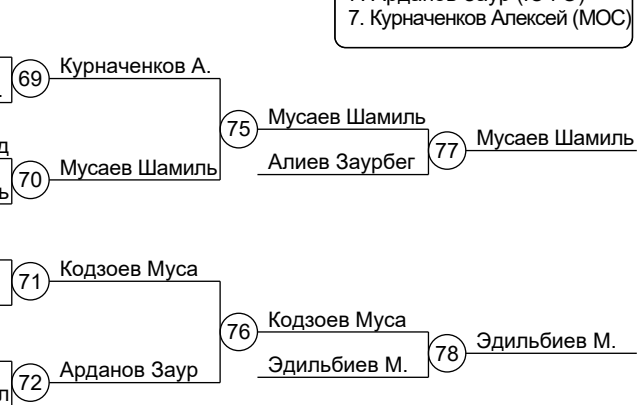 7. Курначенков Алексей (МОС)
69 Курначенков А.
75 Мусаев Шамиль
77 Мусаев Шамиль
Алиев Заурбег
70 Мусаев Шамиль
71 Кодзоев Муса
76 Кодзоев Муса
78 Эдильбиев М.
Эдильбиев М.
72 Арданов Заур